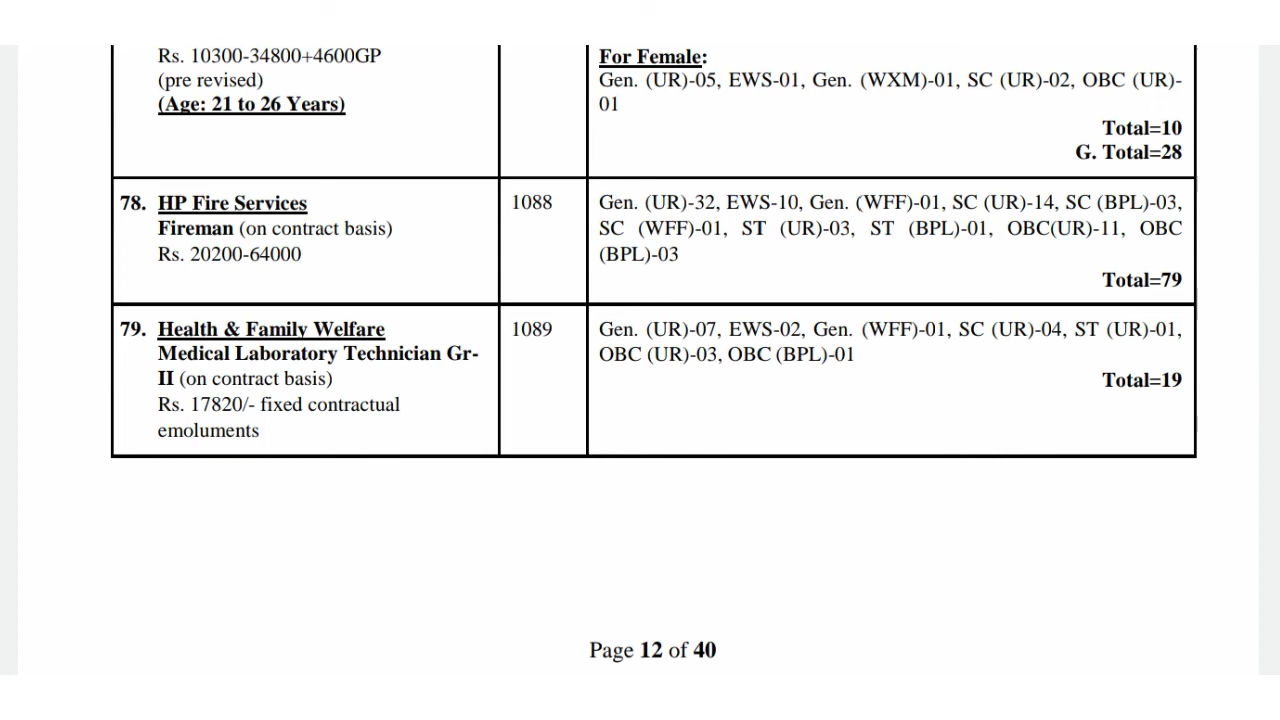 Rs. 10300-34800+4600GP
(pre revised)
(Age: 21 to 26 Years)
For Female:
Gen. (UR)-05, EWS-01, Gen. (WXM)-01, SC (UR)-02, OBC (UR)-
01
Total=10
G. Total=28
78. HP Fire Services
Fireman (on contract basis)
Rs. 20200-64000
1088
Gen. (UR)-32, EWS-10, Gen. (WFF)-01, SC (UR)-14, SC (BPL)-03,
SC (WFF)-01, ST (UR)-03, ST (BPL)-01, OBC(UR)-11, OBC
(BPL)-03
Total=79
79. Health & Family Welfare
Medical Laboratory Technician Gr-
II (on contract basis)
Rs. 17820/- fixed contractual
emoluments
1089
Gen. (UR)-07, EWS-02, Gen. (WFF)-01, SC (UR)-04, ST (UR)-01,
OBC (UR)-03, OBC (BPL)-01
Total=19
Page 12 of 40